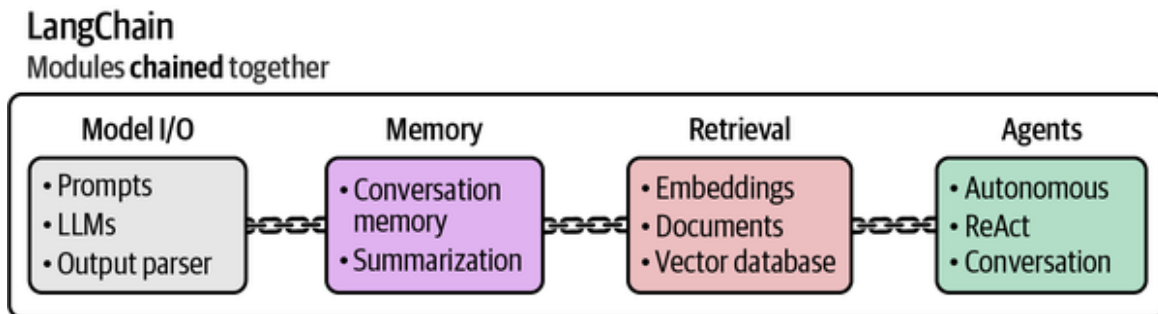 LangChain
Modules chained together
Model I/O
• Prompts
• LLMs
• Output parser
Memory
• Conversation
memory
• Summarization
Retrieval
• Embeddings
• Documents
• Vector database
Agents
• Autonomous
• ReAct
• Conversation